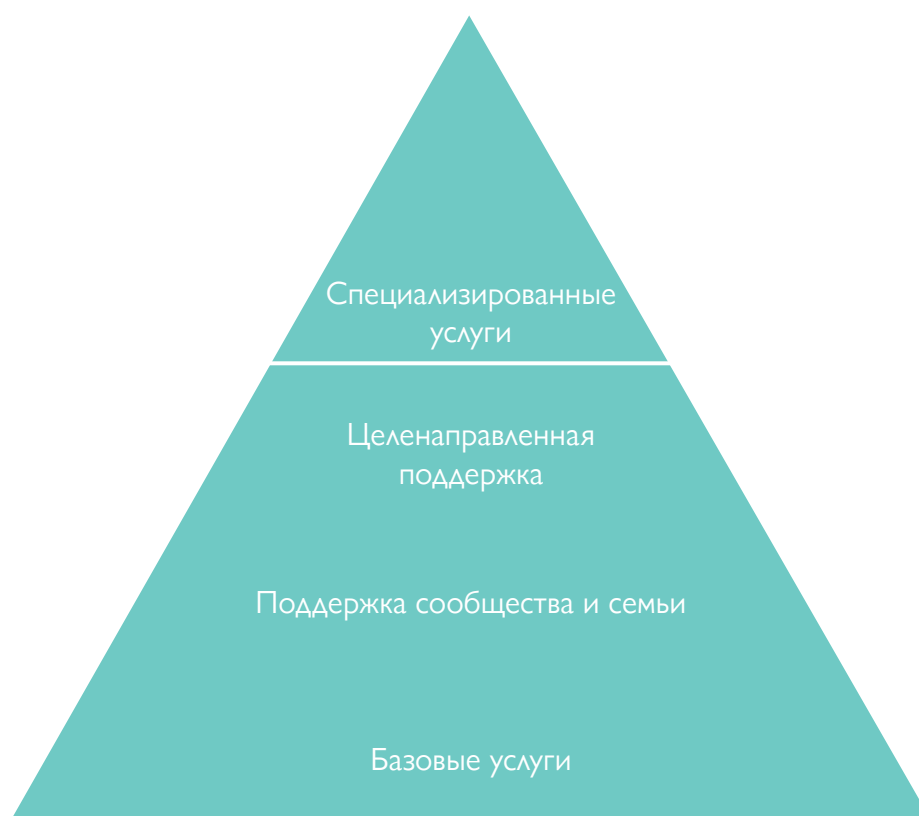 Специализированные
услуги
Целенаправленная
поддержка
Поддержка сообщества и семьи
Базовые услуги